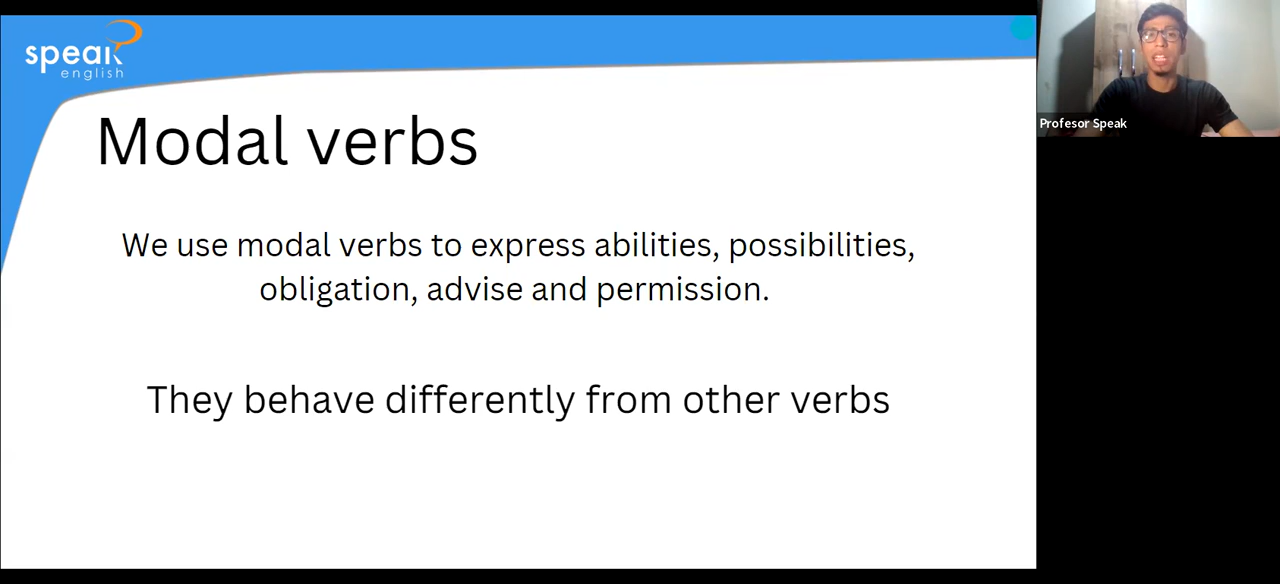 speak
english
Modal verbs
We use modal verbs to express abilities, possibilities,
obligation, advise and permission.
They behave differently from other verbs
Profesor Speak